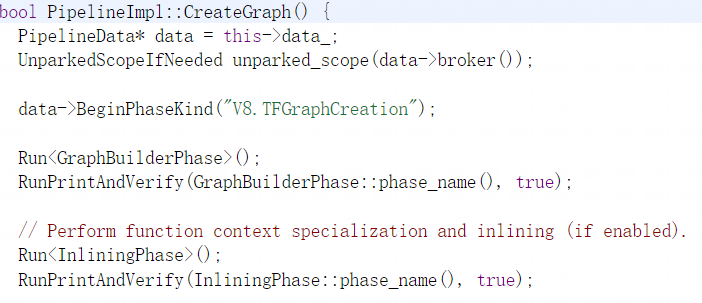 bool PipelineImpl::CreateGraph() {
PipelineData* data = this->data_;
UnparkedScopeIfNeeded unparked_scope(data->broker());
data->BeginPhaseKind("V8.TFGraphCreation");
Run<GraphBuilderPhase>();
RunPrintAndVerify(GraphBuilderPhase::phase_name(), true);
// Perform function context specialization and inlining (if enabled).
Run<InliningPhase>();
RunPrintAndVerify(InliningPhase::phase_name(), true);